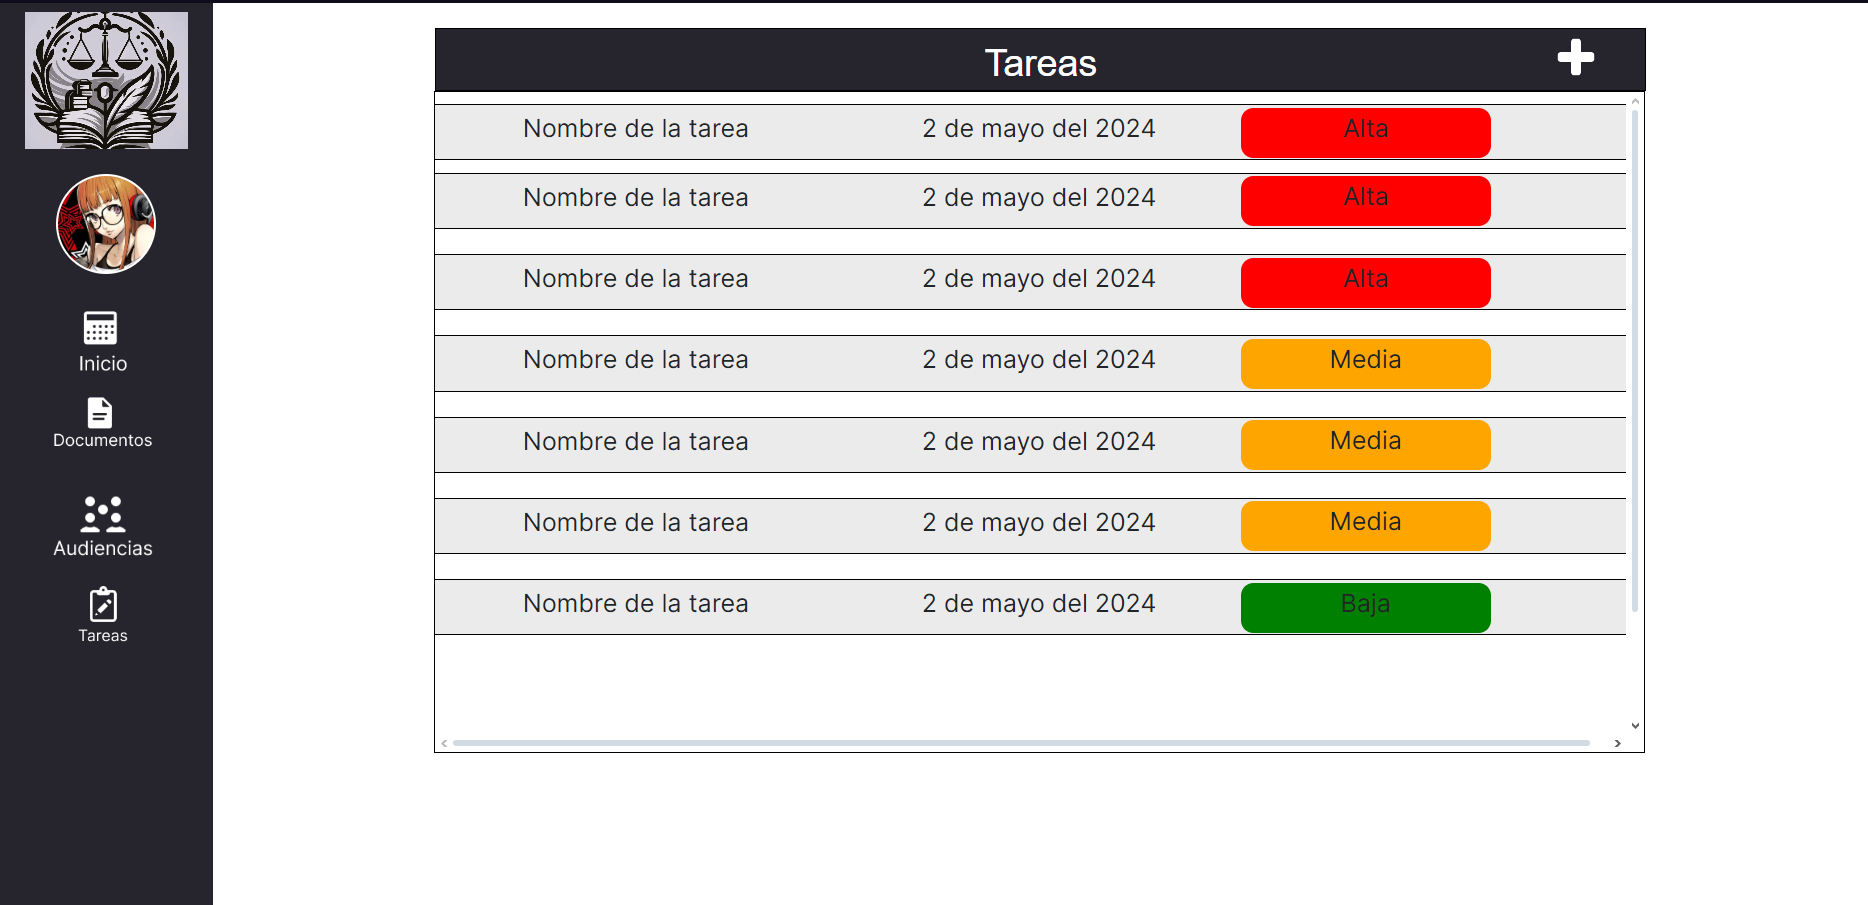 Inicio
Documentos
Audiencias
Tareas
Tareas
Nombre de la tarea 2 de mayo del 2024 Alta
Nombre de la tarea 2 de mayo del 2024 Alta
Nombre de la tarea 2 de mayo del 2024 Alta
Nombre de la tarea 2 de mayo del 2024 Media
Nombre de la tarea 2 de mayo del 2024 Media
Nombre de la tarea 2 de mayo del 2024 Media
Nombre de la tarea 2 de mayo del 2024 Baja